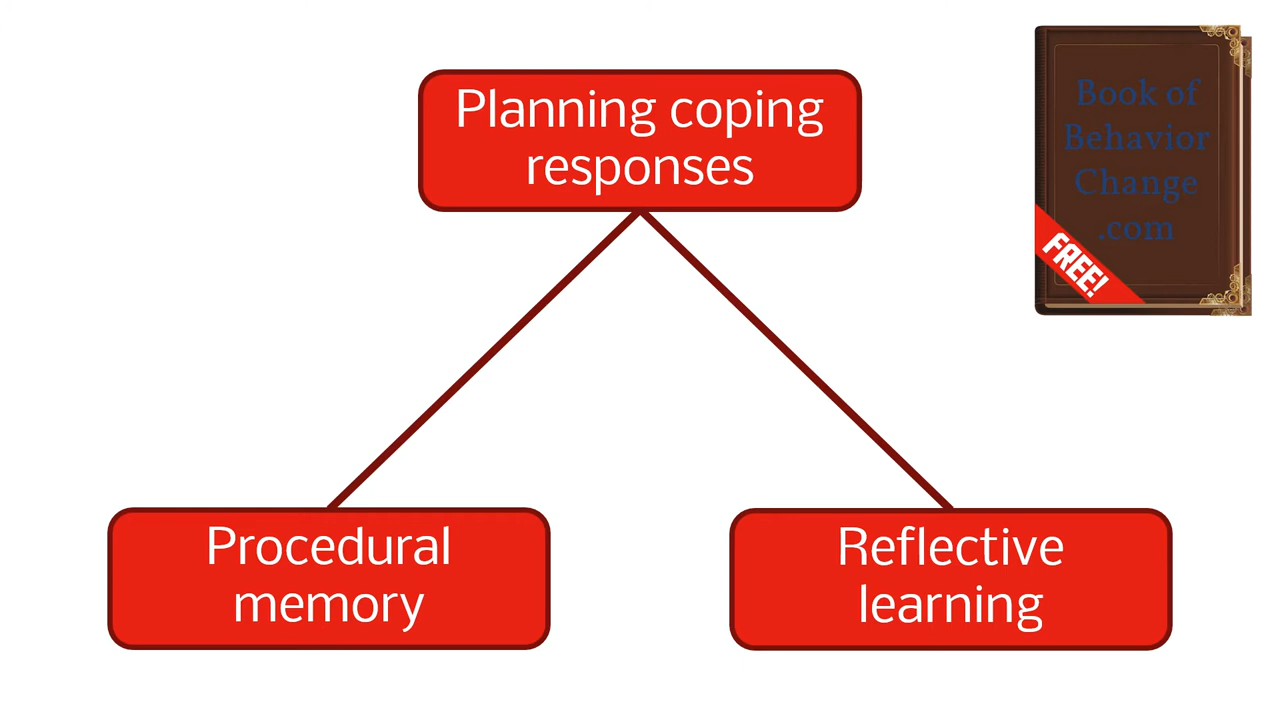 Planning coping
responses
Book of
Behavior
Change
.com
FREE!
Procedural
memory
Reflective
learning